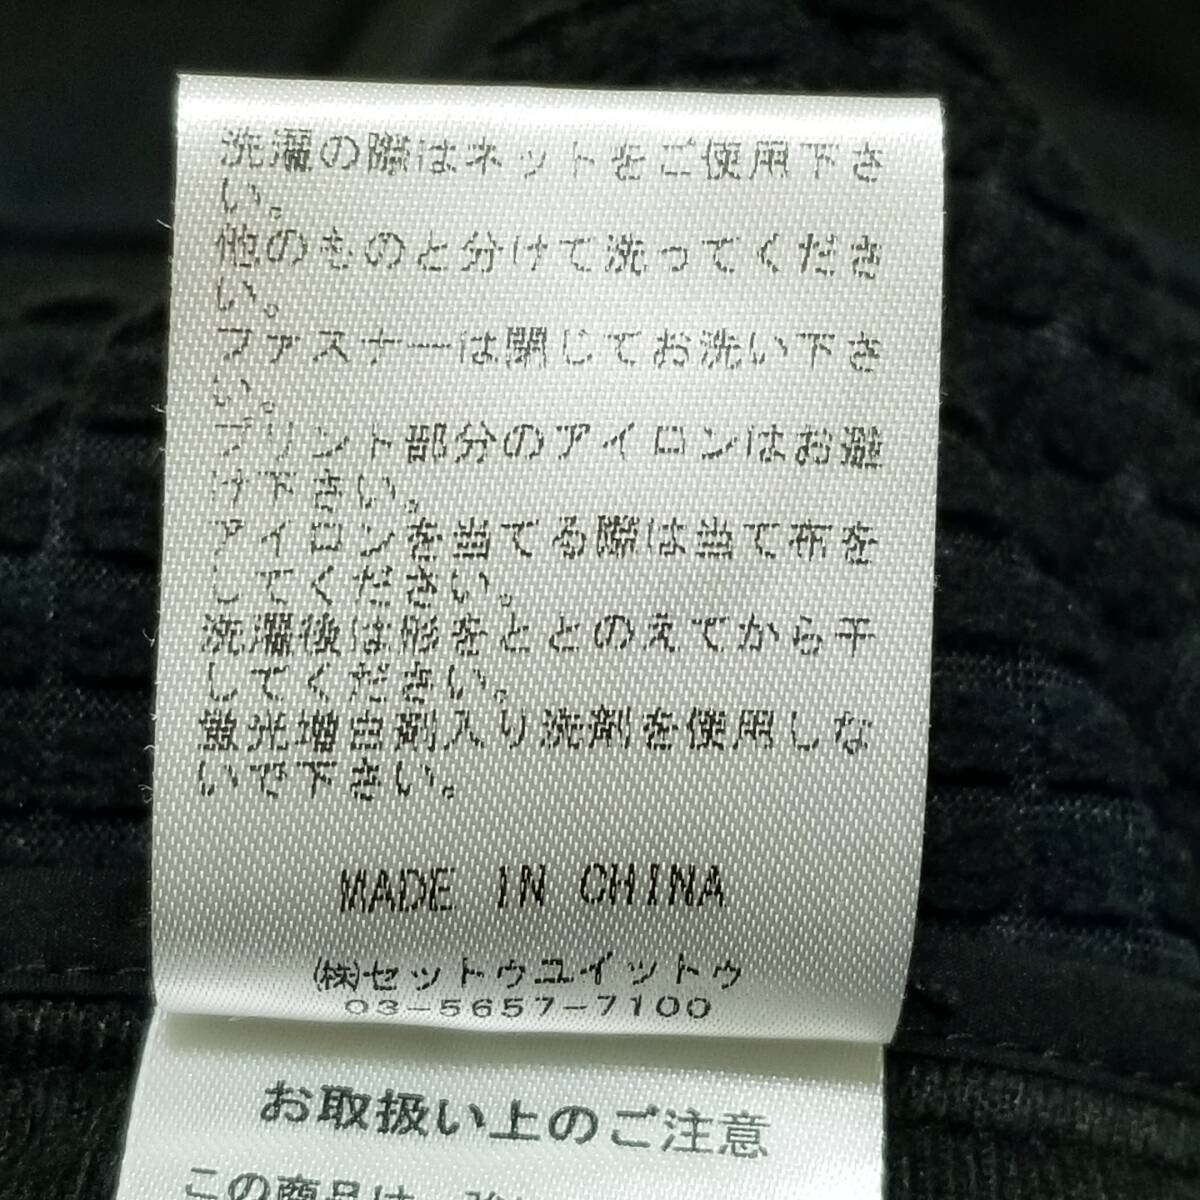 洗濯の際はネットをご使用下さ
い。
他のものと分けて洗ってくださ
い。
ファスナーは閉じてお洗い下さ
い。
プリント部分のアイロンはお避
け下さい。
アイロンを当てる際は当て布を
してください。
洗濯後は形をととのえてから干
してください。
蛍光増白剤入り洗剤を使用しな
いで下さい。
MADE IN CHINA
(株)セットゥユイットゥ
03-5657-7100
お取扱い上のご注意
この商品は、